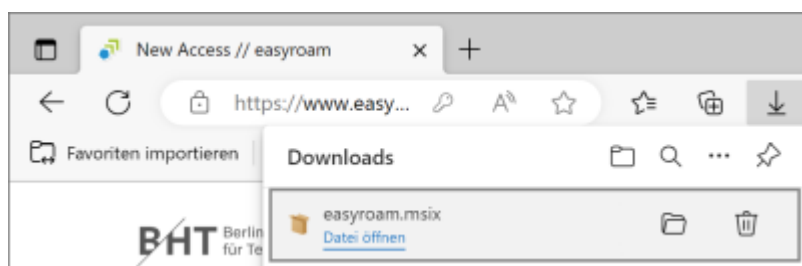 New Access // easyroam
https://www.easy...
Favoriten importieren
Downloads
easyroam.msix
Datei öffnen
BHT
Berlin
für Te